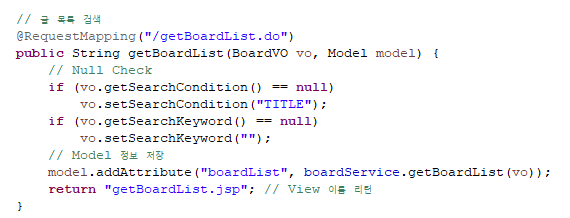 // 글 목록 검색
@RequestMapping("/getBoardList.do")
public String getBoardList(BoardVO vo, Model model) {
    // Null Check
    if (vo.getSearchCondition() == null)
        vo.setSearchCondition("TITLE");
    if (vo.getSearchKeyword() == null)
        vo.setSearchKeyword("");
    // Model 정보 저장
    model.addAttribute("boardList", boardService.getBoardList(vo));
    return "getBoardList.jsp"; // View 이름 리턴
}